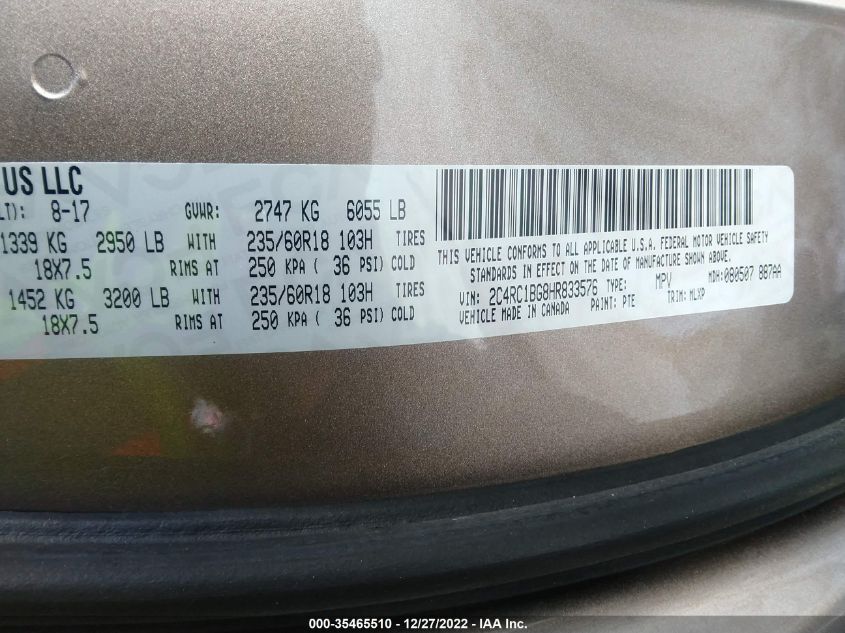 US LLC
LT): 8-17 GVWR: 2747 KG 6055 LB
1339 KG 2950 LB WITH 235/60R18 103H TIRES
18X7.5 RIMS AT 250 KPA ( 36 PSI) COLD
1452 KG 3200 LB WITH 235/60R18 103H TIRES
18X7.5 RIMS AT 250 KPA ( 36 PSI) COLD
THIS VEHICLE CONFORMS TO ALL APPLICABLE U.S.A. FEDERAL MOTOR VEHICLE SAFETY
STANDARDS IN EFFECT ON THE DATE OF MANUFACTURE SHOWN ABOVE.
VIN: 2C4RC1BG8HR833576 TYPE: MPV MDH: 080507 887AA
VEHICLE MADE IN CANADA PAINT: PTE TRIM: MLXP
000-35465510 - 12/27/2022 - IAA Inc.